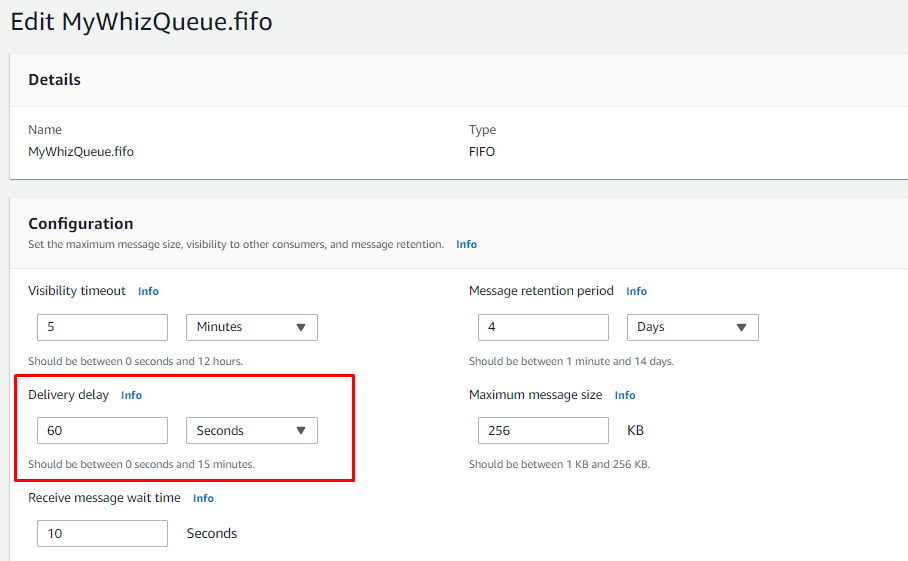 Edit MyWhizQueue.fifo
Details
Name
Type
MyWhizQueue.fifo
FIFO
Configuration
Set the maximum message size, visibility to other consumers, and message retention. Info
Visibility timeout Info
Message retention period Info
5 Minutes
4 Days
Should be between 0 seconds and 12 hours.
Should be between 1 minute and 14 days.
Delivery delay Info
Maximum message size Info
60 Seconds
256 KB
Should be between 0 seconds and 15 minutes.
Should be between 1 KB and 256 KB.
Receive message wait time Info
10 Seconds